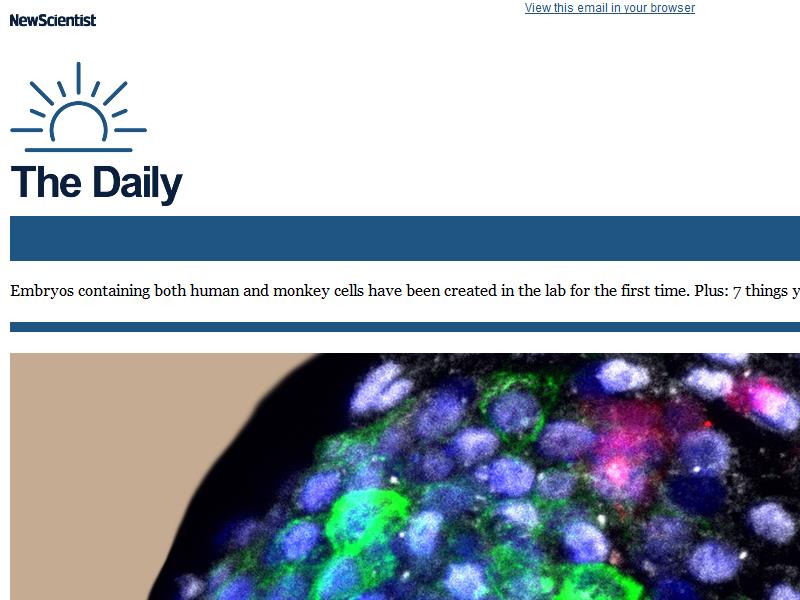 View this email in your browser
NewScientist
The Daily
Embryos containing both human and monkey cells have been created in the lab for the first time. Plus: 7 things